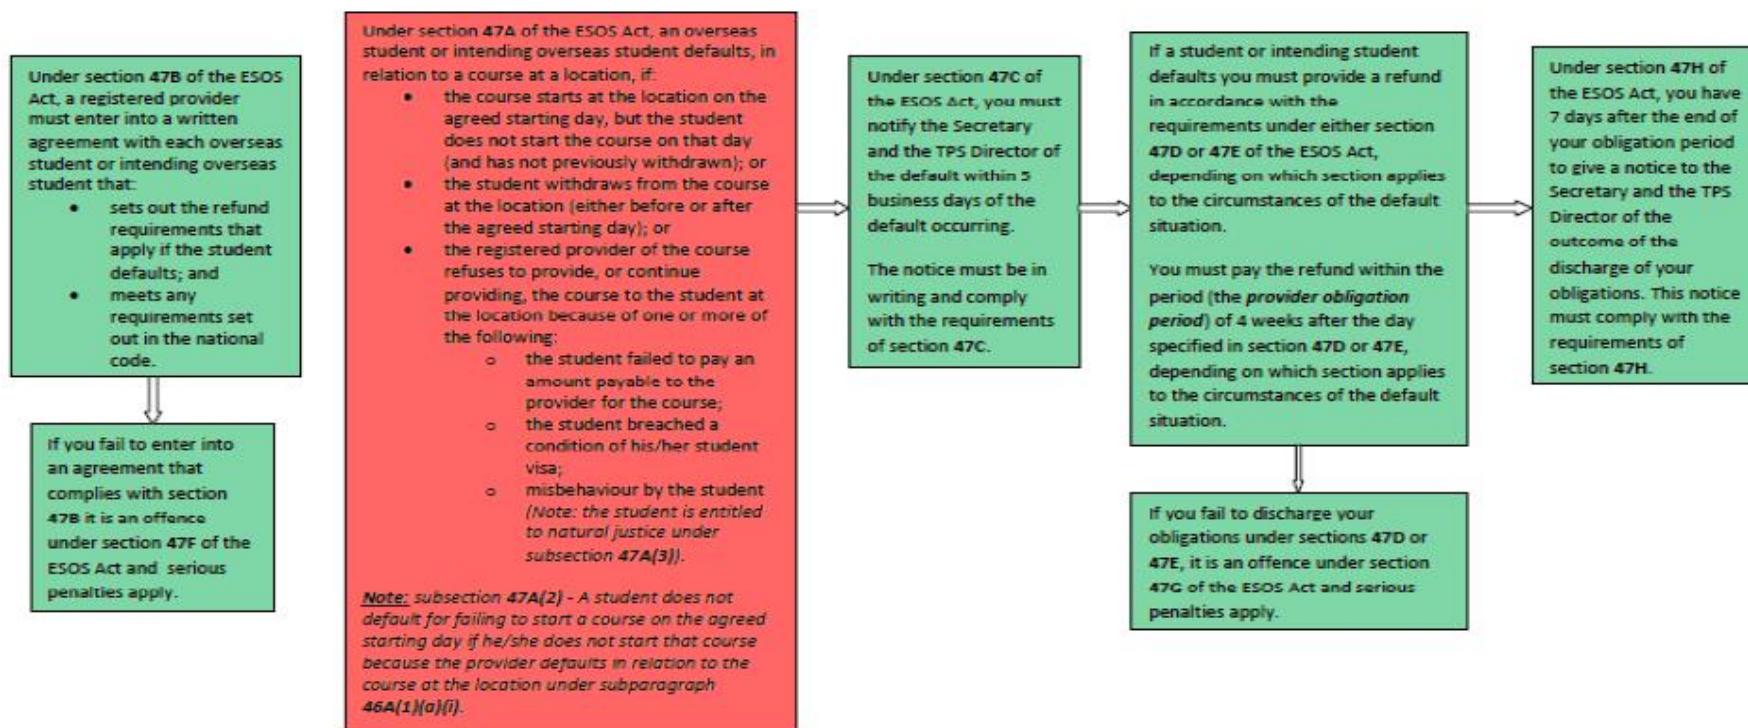 Under section 47B of the ESOS
Act, a registered provider
must enter into a written
agreement with each overseas
student or intending overseas
student that:
• sets out the refund
requirements that
apply if the student
defaults; and
• meets any
requirements set
out in the national
code.
If you fail to enter into
an agreement that
complies with section
47B it is an offence
under section 47F of the
ESOS Act and serious
penalties apply.
Under section 47A of the ESOS Act, an overseas
student or intending overseas student defaults, in
relation to a course at a location, if:
• the course starts at the location on the
agreed starting day, but the student
does not start the course on that day
(and has not previously withdrawn); or
• the student withdraws from the course
at the location (either before or after
the agreed starting day); or
• the registered provider of the course
refuses to provide, or continue
providing, the course to the student at
the location because of one or more of
the following:
o the student failed to pay an
amount payable to the
provider for the course;
o the student breached a
condition of his/her student
visa;
o misbehaviour by the student
(Note: the student is entitled
to natural justice under
subsection 47A(3)).
Note: subsection 47A(2) - A student does not
default for failing to start a course on the agreed
starting day if he/she does not start that course
because the provider defaults in relation to the
course at the location under subparagraph
46A(1)(a)(i).
Under section 47C of
the ESOS Act, you must
notify the Secretary
and the TPS Director of
the default within 5
business days of the
default occurring.
The notice must be in
writing and comply
with the requirements
of section 47C.
If a student or intending student
defaults you must provide a refund
in accordance with the
requirements under either section
47D or 47E of the ESOS Act,
depending on which section applies
to the circumstances of the default
situation.
You must pay the refund within the
period (the provider obligation
period) of 4 weeks after the day
specified in section 47D or 47E,
depending on which section applies
to the circumstances of the default
situation.
If you fail to discharge your
obligations under sections 47D or
47E, it is an offence under section
47G of the ESOS Act and serious
penalties apply.
Under section 47H of
the ESOS Act, you have
7 days after the end of
your obligation period
to give a notice to the
Secretary and the TPS
Director of the
outcome of the
discharge of your
obligations. This notice
must comply with the
requirements of
section 47H.